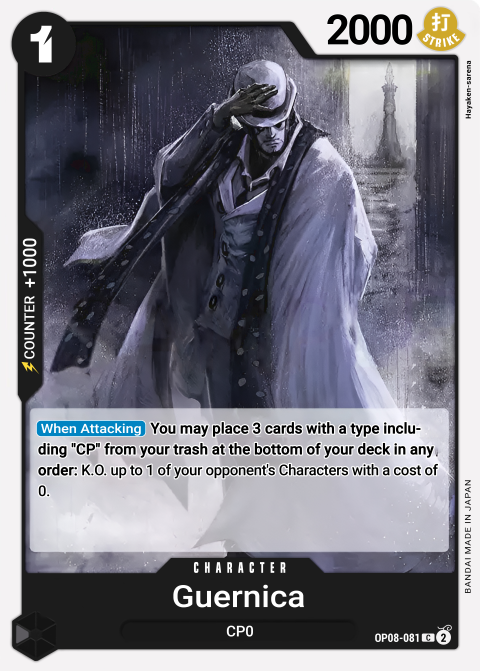 1
2000
打
STRIKE
Hayaken-sarena
COUNTER +1000
When Attacking You may place 3 cards with a type inclu-
ding "CP" from your trash at the bottom of your deck in any
order: K.O. up to 1 of your opponent's Characters with a cost of
0.
BANDAI MADE IN JAPAN
CHARACTER
Guernica
CP0
OP08-081 C 2